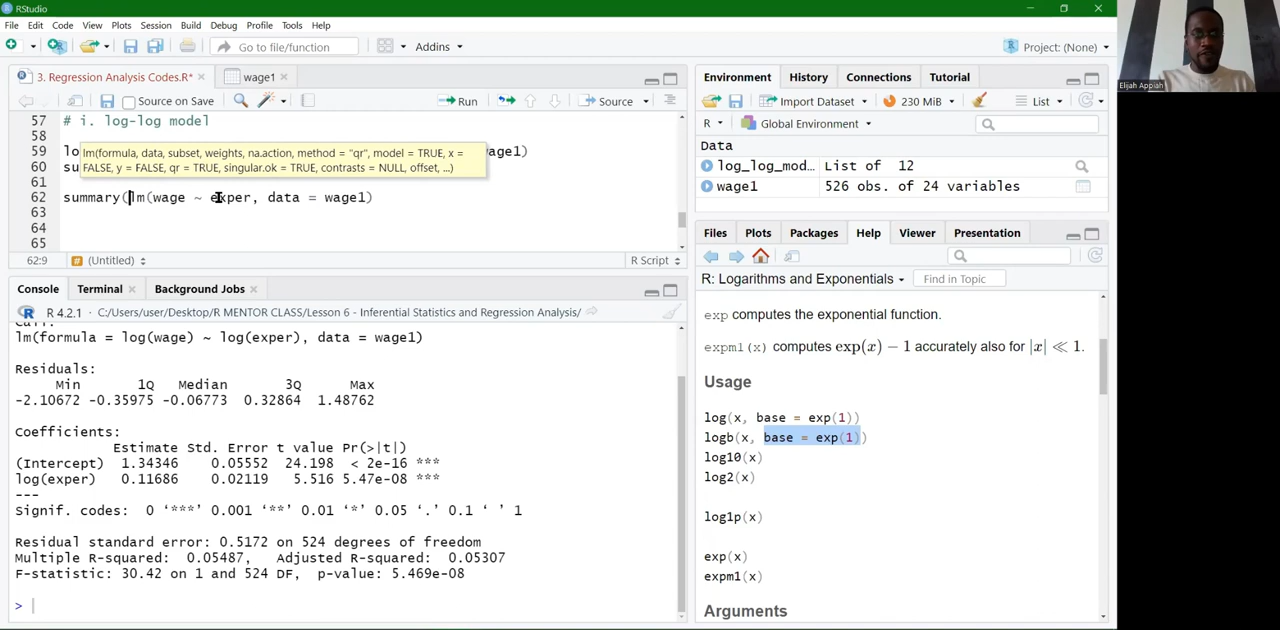 RStudio
File Edit Code View Plots Session Build Debug Profile Tools Help
Go to file/function
Addins
Project: (None)
3. Regression Analysis Codes.R*
wage1
Source on Save
Run
Source
57 # i. log-log model
58
59 lo
wage1)
60 su
lm(formula, data, subset, weights, na.action, method = "qr", model = TRUE, x =
FALSE, y = FALSE, qr = TRUE, singular.ok = TRUE, contrasts = NULL, offset, ...)
61
62 summary(lm(wage ~ exper, data = wage1)
63
64
65
62:9 (Untitled) R Script
Console Terminal Background Jobs
R 4.2.1 · C:/Users/user/Desktop/R MENTOR CLASS/Lesson 6 - Inferential Statistics and Regression Analysis/
Call:
lm(formula = log(wage) ~ log(exper), data = wage1)
Residuals:
Min 1Q Median 3Q Max
-2.10672 -0.35975 -0.06773 0.32864 1.48762
Coefficients:
Estimate Std. Error t value Pr(>|t|)
(Intercept) 1.34346 0.05552 24.198 < 2e-16 ***
log(exper) 0.11686 0.02119 5.516 5.47e-08 ***
---
Signif. codes: 0 ‘***’ 0.001 ‘**’ 0.01 ‘*’ 0.05 ‘.’ 0.1 ‘ ’ 1
Residual standard error: 0.5172 on 524 degrees of freedom
Multiple R-squared: 0.05487, Adjusted R-squared: 0.05307
F-statistic: 30.42 on 1 and 524 DF, p-value: 5.469e-08
>
Environment History Connections Tutorial
Import Dataset 230 MiB List
R Global Environment
Data
log_log_mod… List of 12
wage1 526 obs. of 24 variables
Files Plots Packages Help Viewer Presentation
R: Logarithms and Exponentials Find in Topic
exp computes the exponential function.
expm1(x) computes exp(x) − 1 accurately also for |x| ≪ 1.
Usage
log(x, base = exp(1))
logb(x, base = exp(1))
log10(x)
log2(x)
log1p(x)
exp(x)
expm1(x)
Arguments
Elijah Appiah